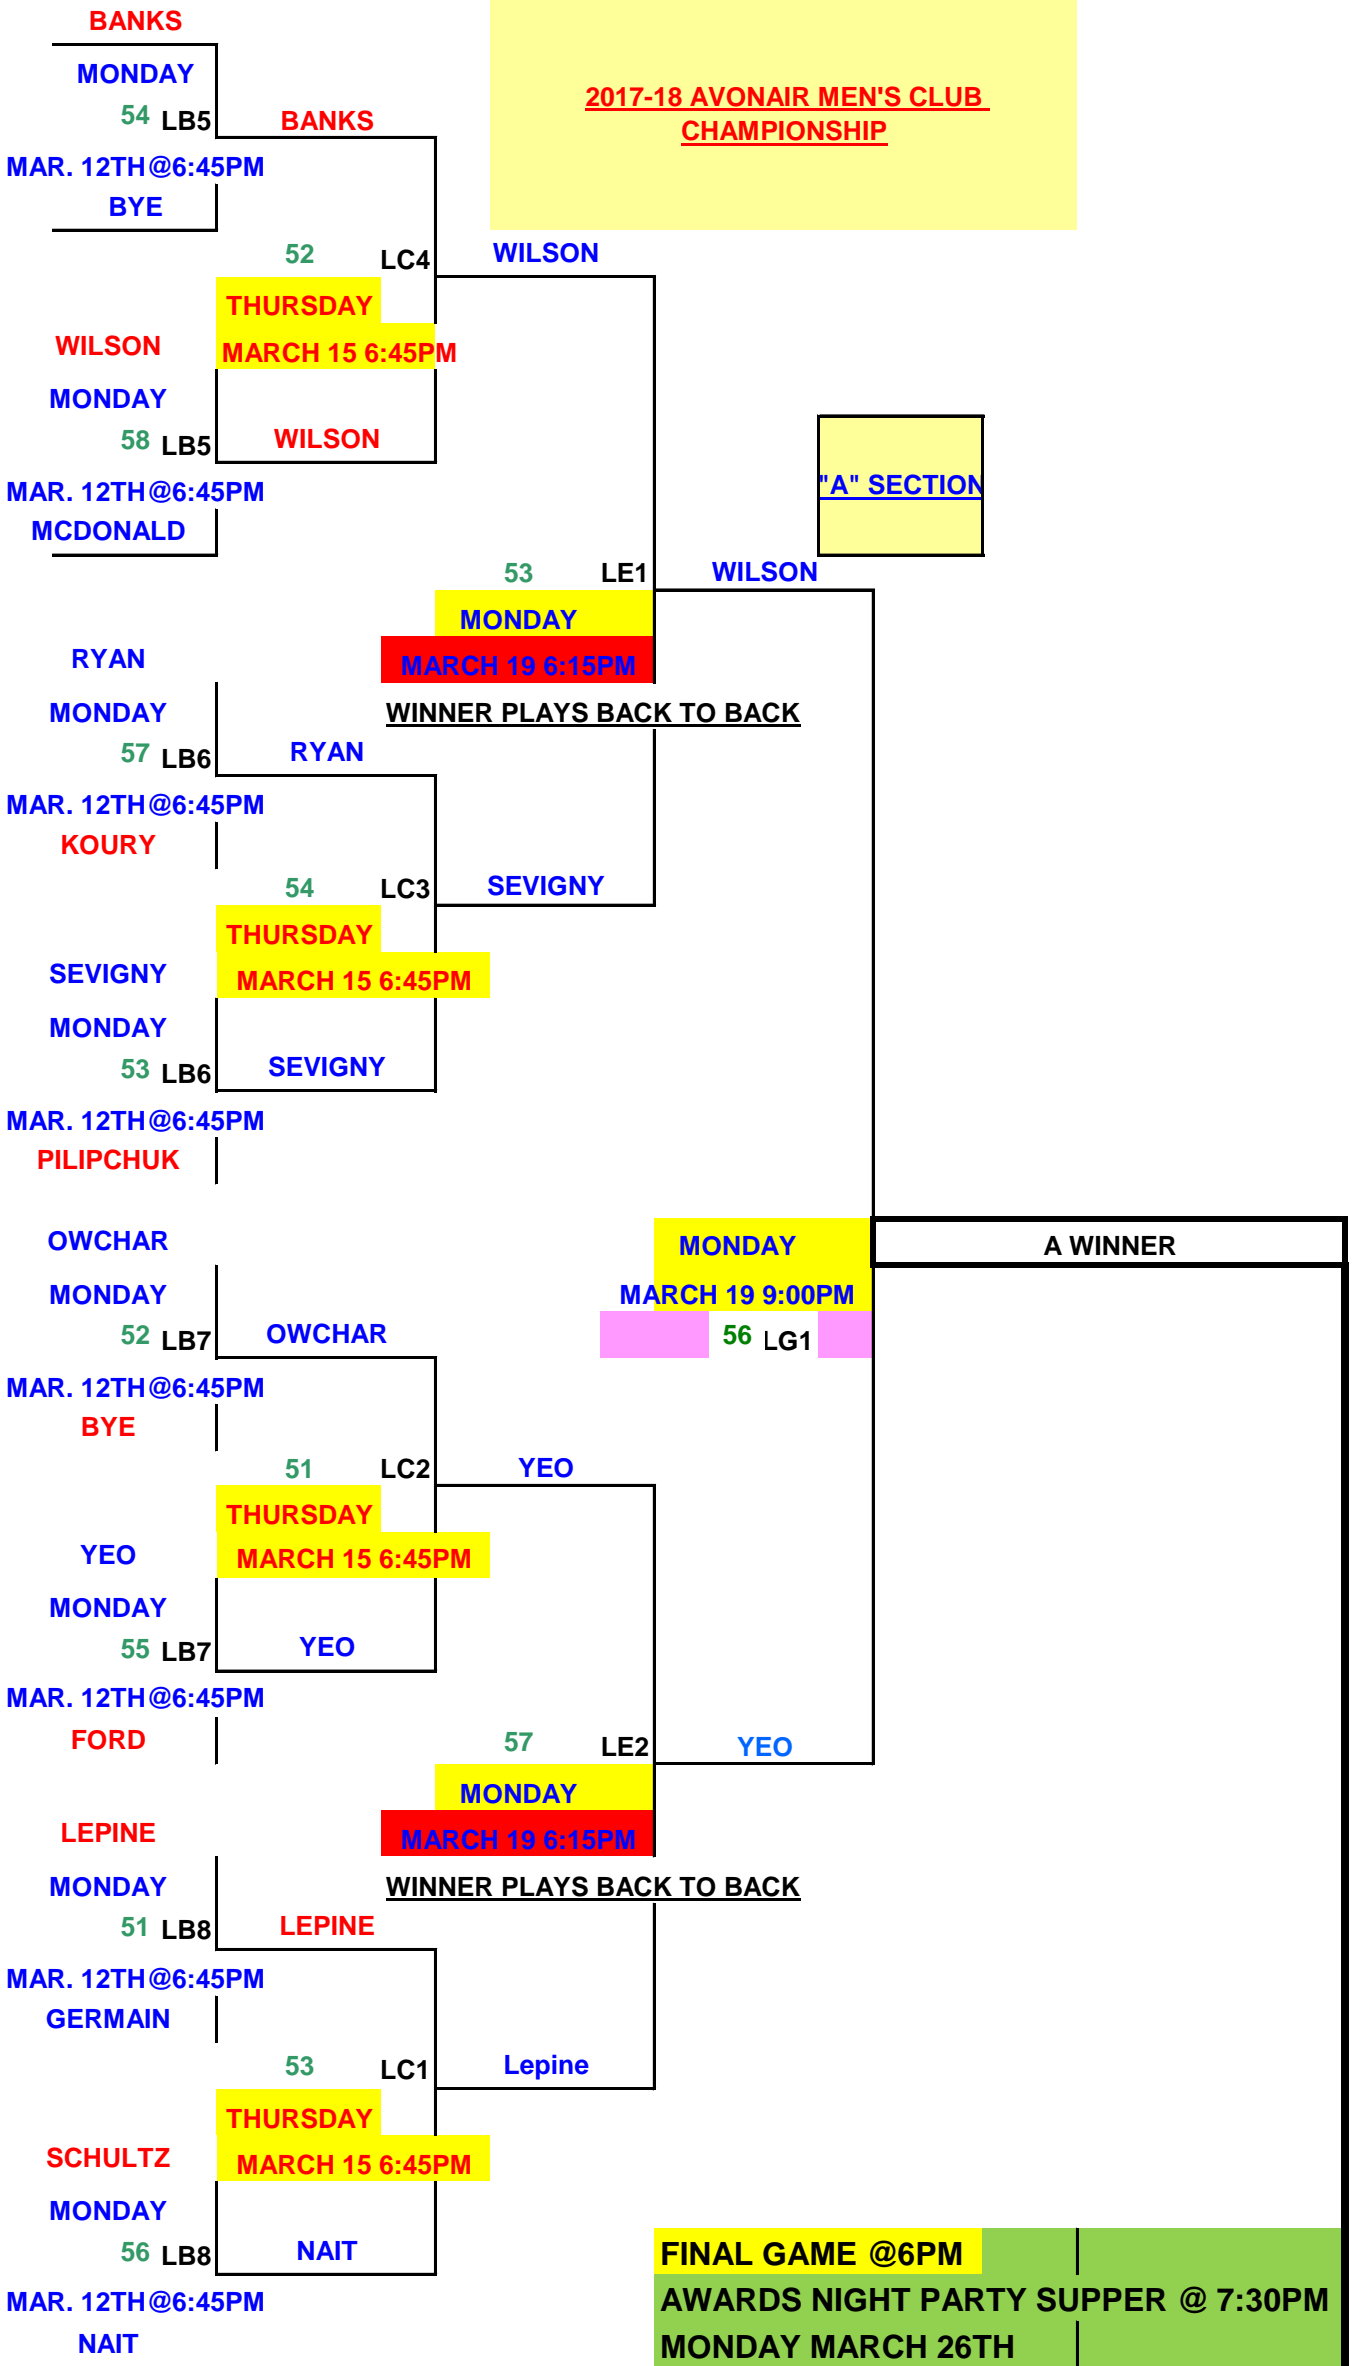 BANKS
2017-18 AVONAIR MEN'S CLUB
CHAMPIONSHIP
MONDAY
54 LB5 BANKS
MAR. 12TH@6:45PM
BYE
52 LC4 WILSON
THURSDAY
WILSON MARCH 15 6:45PM
MONDAY
58 LB5 WILSON
MAR. 12TH@6:45PM
"A" SECTION
MCDONALD
53 LE1 WILSON
MONDAY
RYAN MARCH 19 6:15PM
MONDAY WINNER PLAYS BACK TO BACK
57 LB6 RYAN
MAR. 12TH@6:45PM
KOURY
54 LC3 SEVIGNY
THURSDAY
SEVIGNY MARCH 15 6:45PM
MONDAY
53 LB6 SEVIGNY
MAR. 12TH@6:45PM
PILIPCHUK
OWCHAR MONDAY A WINNER
MONDAY MARCH 19 9:00PM
52 LB7 OWCHAR 56 LG1
MAR. 12TH@6:45PM
BYE
51 LC2 YEO
THURSDAY
YEO MARCH 15 6:45PM
MONDAY
55 LB7 YEO
MAR. 12TH@6:45PM
FORD 57 LE2 YEO
MONDAY
LEPINE MARCH 19 6:15PM
MONDAY WINNER PLAYS BACK TO BACK
51 LB8 LEPINE
MAR. 12TH@6:45PM
GERMAIN
53 LC1 Lepine
THURSDAY
SCHULTZ MARCH 15 6:45PM
MONDAY
56 LB8 NAIT FINAL GAME @6PM
MAR. 12TH@6:45PM AWARDS NIGHT PARTY SUPPER @ 7:30PM
NAIT MONDAY MARCH 26TH